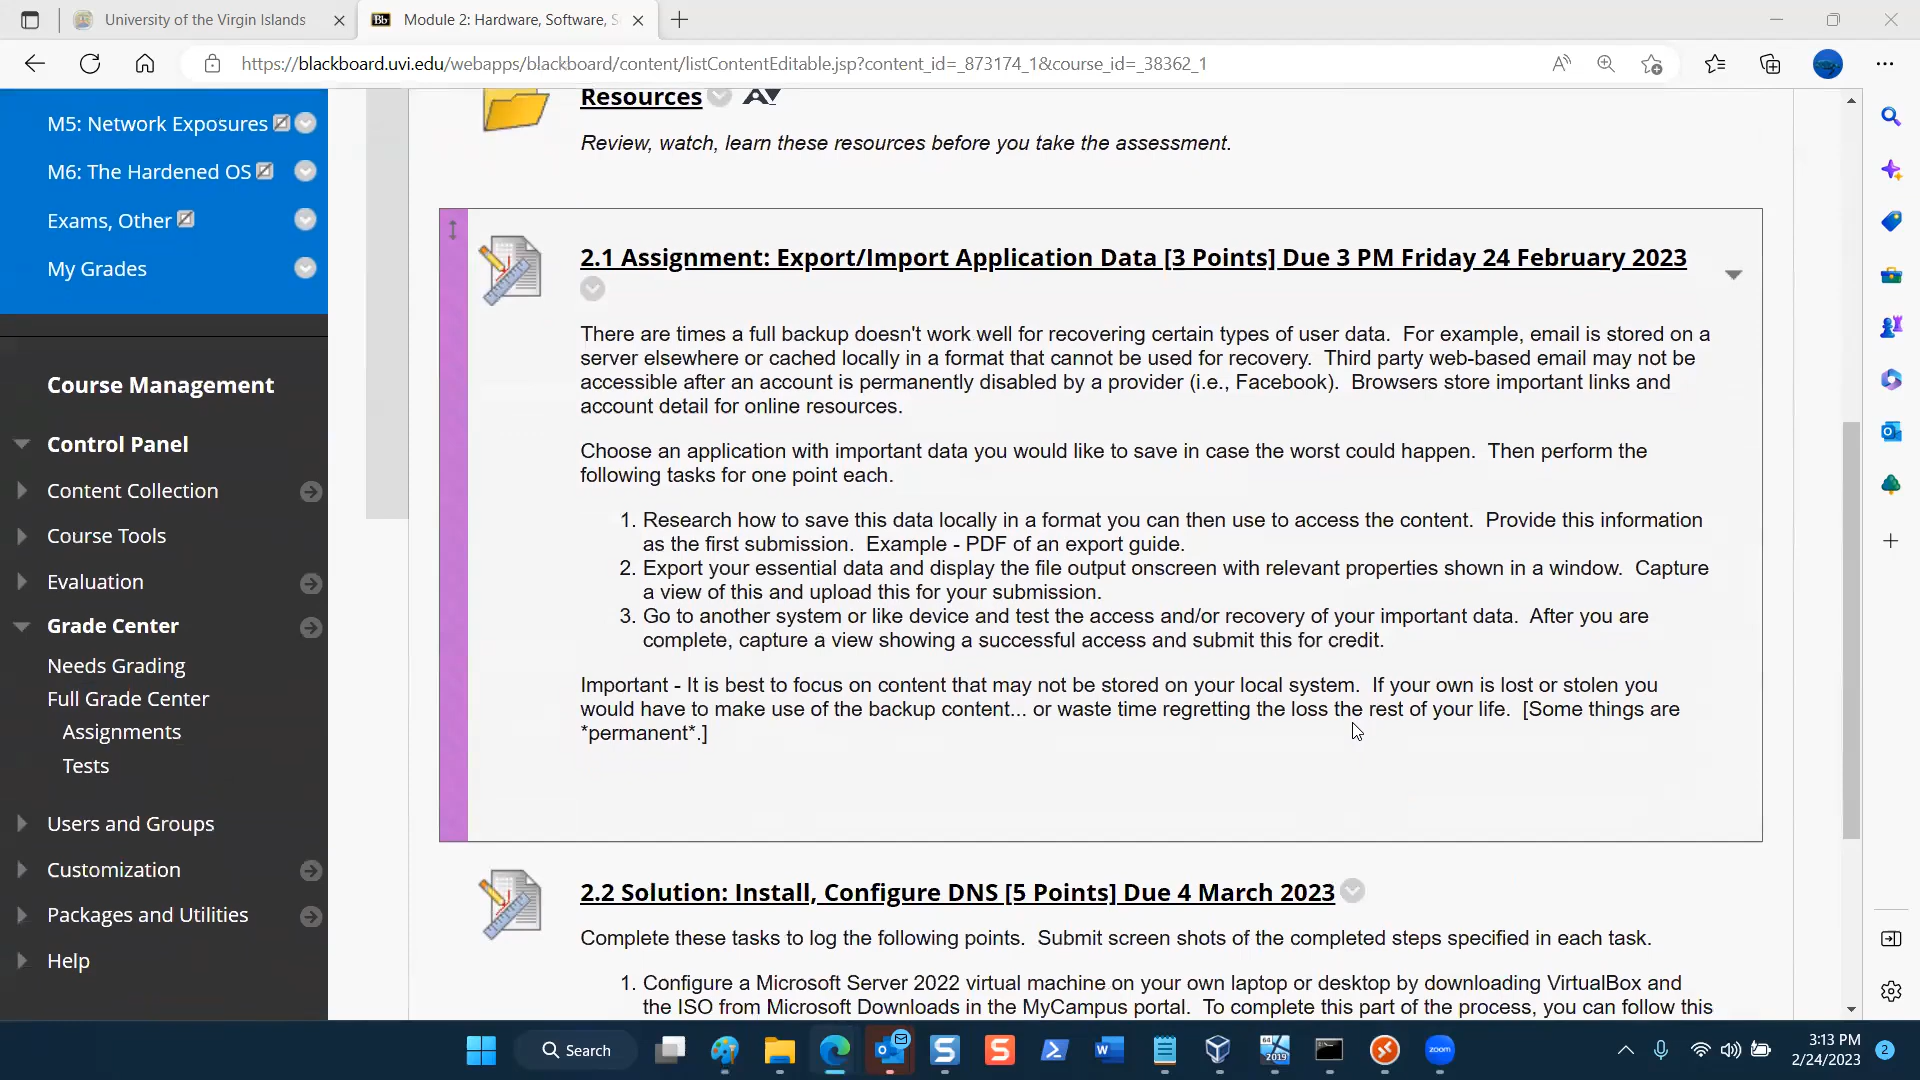 University of the Virgin Islands
Module 2: Hardware, Software, S
https://blackboard.uvi.edu/webapps/blackboard/content/listContentEditable.jsp?content_id=_873174_1&course_id=_38362_1
M5: Network Exposures
M6: The Hardened OS
Exams, Other
My Grades
Course Management
Control Panel
Content Collection
Course Tools
Evaluation
Grade Center
Needs Grading
Full Grade Center
Assignments
Tests
Users and Groups
Customization
Packages and Utilities
Help
Resources
Review, watch, learn these resources before you take the assessment.
2.1 Assignment: Export/Import Application Data [3 Points] Due 3 PM Friday 24 February 2023
There are times a full backup doesn't work well for recovering certain types of user data. For example, email is stored on a
server elsewhere or cached locally in a format that cannot be used for recovery. Third party web-based email may not be
accessible after an account is permanently disabled by a provider (i.e., Facebook). Browsers store important links and
account detail for online resources.
Choose an application with important data you would like to save in case the worst could happen. Then perform the
following tasks for one point each.
1. Research how to save this data locally in a format you can then use to access the content. Provide this information
as the first submission. Example - PDF of an export guide.
2. Export your essential data and display the file output onscreen with relevant properties shown in a window. Capture
a view of this and upload this for your submission.
3. Go to another system or like device and test the access and/or recovery of your important data. After you are
complete, capture a view showing a successful access and submit this for credit.
Important - It is best to focus on content that may not be stored on your local system. If your own is lost or stolen you
would have to make use of the backup content... or waste time regretting the loss the rest of your life. [Some things are
*permanent*.]
2.2 Solution: Install, Configure DNS [5 Points] Due 4 March 2023
Complete these tasks to log the following points. Submit screen shots of the completed steps specified in each task.
1. Configure a Microsoft Server 2022 virtual machine on your own laptop or desktop by downloading VirtualBox and
the ISO from Microsoft Downloads in the MyCampus portal. To complete this part of the process, you can follow this
Search
64
2019
zoom
3:13 PM
2/24/2023
2